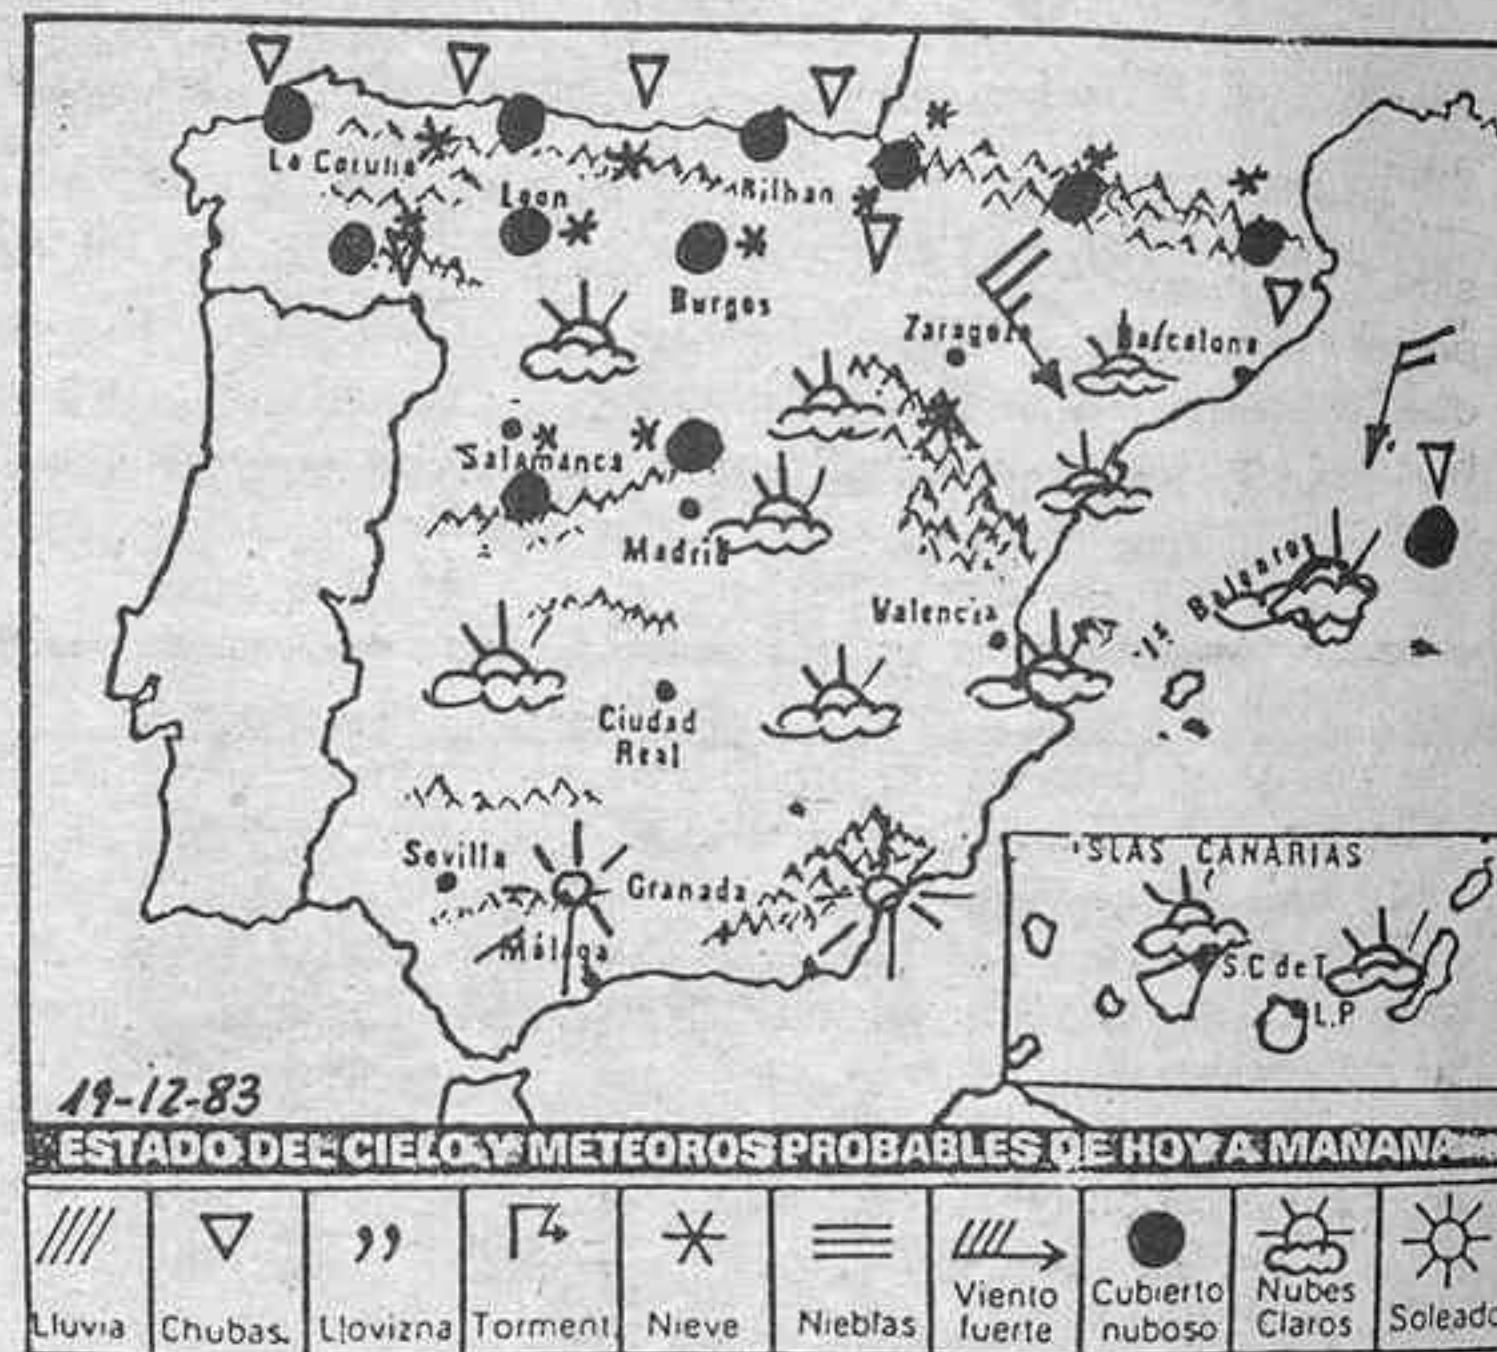 La Coruña
Leon
Bilbao
Burgos
Zaragoza
Barcelona
Salamanca
Madrid
Is Baleares
Valencia
Ciudad
Real
Sevilla
Granada
Málaga
ISLAS CANARIAS
S.C de T
L.P
19-12-83
ESTADO DEL CIELO Y METEOROS PROBABLES DE HOY A MAÑANA
Lluvia Chubas. Llovizna Torment. Nieve Nieblas Viento fuerte Cubierto nuboso Nubes Claros Soleado